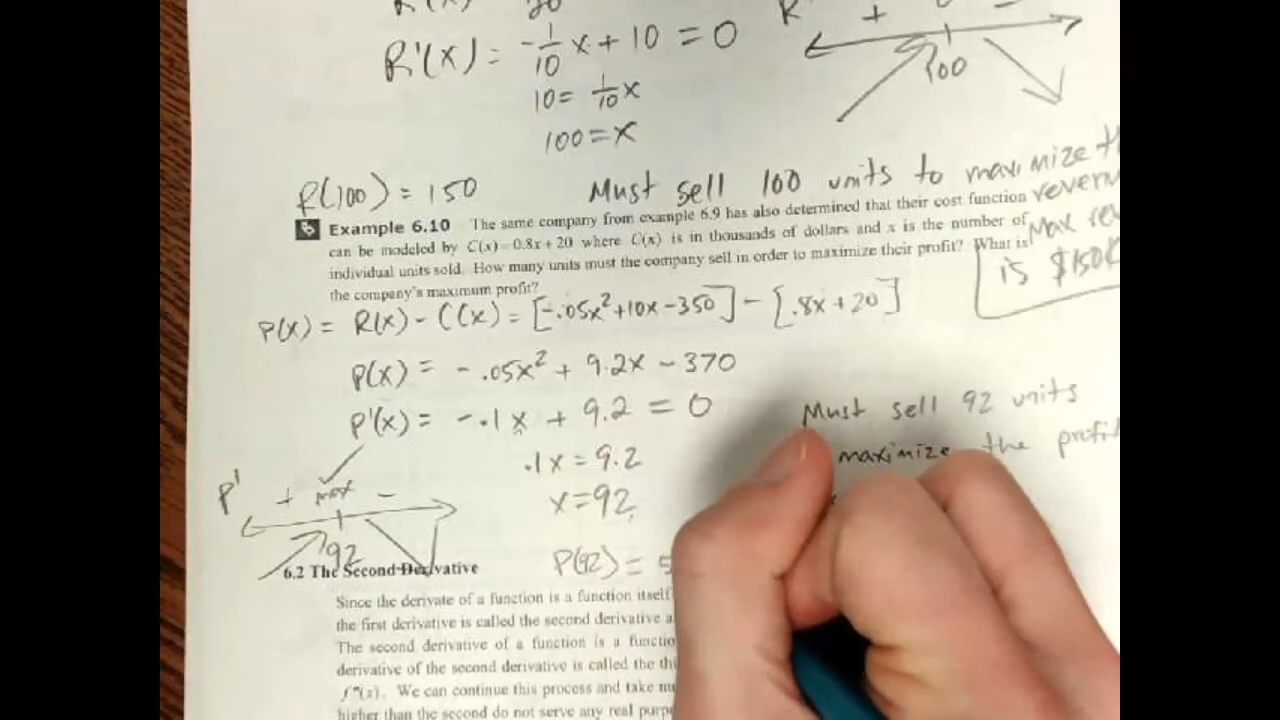 R'(x) = -1/10 x + 10 = 0
+
10 = 1/10 x
100
100 = x
R(100) = 150
Must sell 100 units to maximize
Example 6.10 The same company from example 6.9 has also determined that their cost function
can be modeled by C(x)=0.8x+20 where C(x) is in thousands of dollars and x is the number of
individual units sold. How many units must the company sell in order to maximize their profit? What is
the company's maximum profit?
Max
is $150K
P(x) = R(x) - C(x) = [-.05x²+10x-350] - [.8x+20]
P(x) = -.05x² + 9.2x - 370
P'(x) = -.1x + 9.2 = 0
.1x = 9.2
x = 92
P' + max -
92
Must sell 92 units
maximize the
P(92) =
6.2 The Second Derivative
Since the derivate of a function is a function itself
the first derivative is called the second derivative
The second derivative of a function is a
derivative of the second derivative is called the
f'''(x). We can continue this process and take
higher than the second do not serve any real